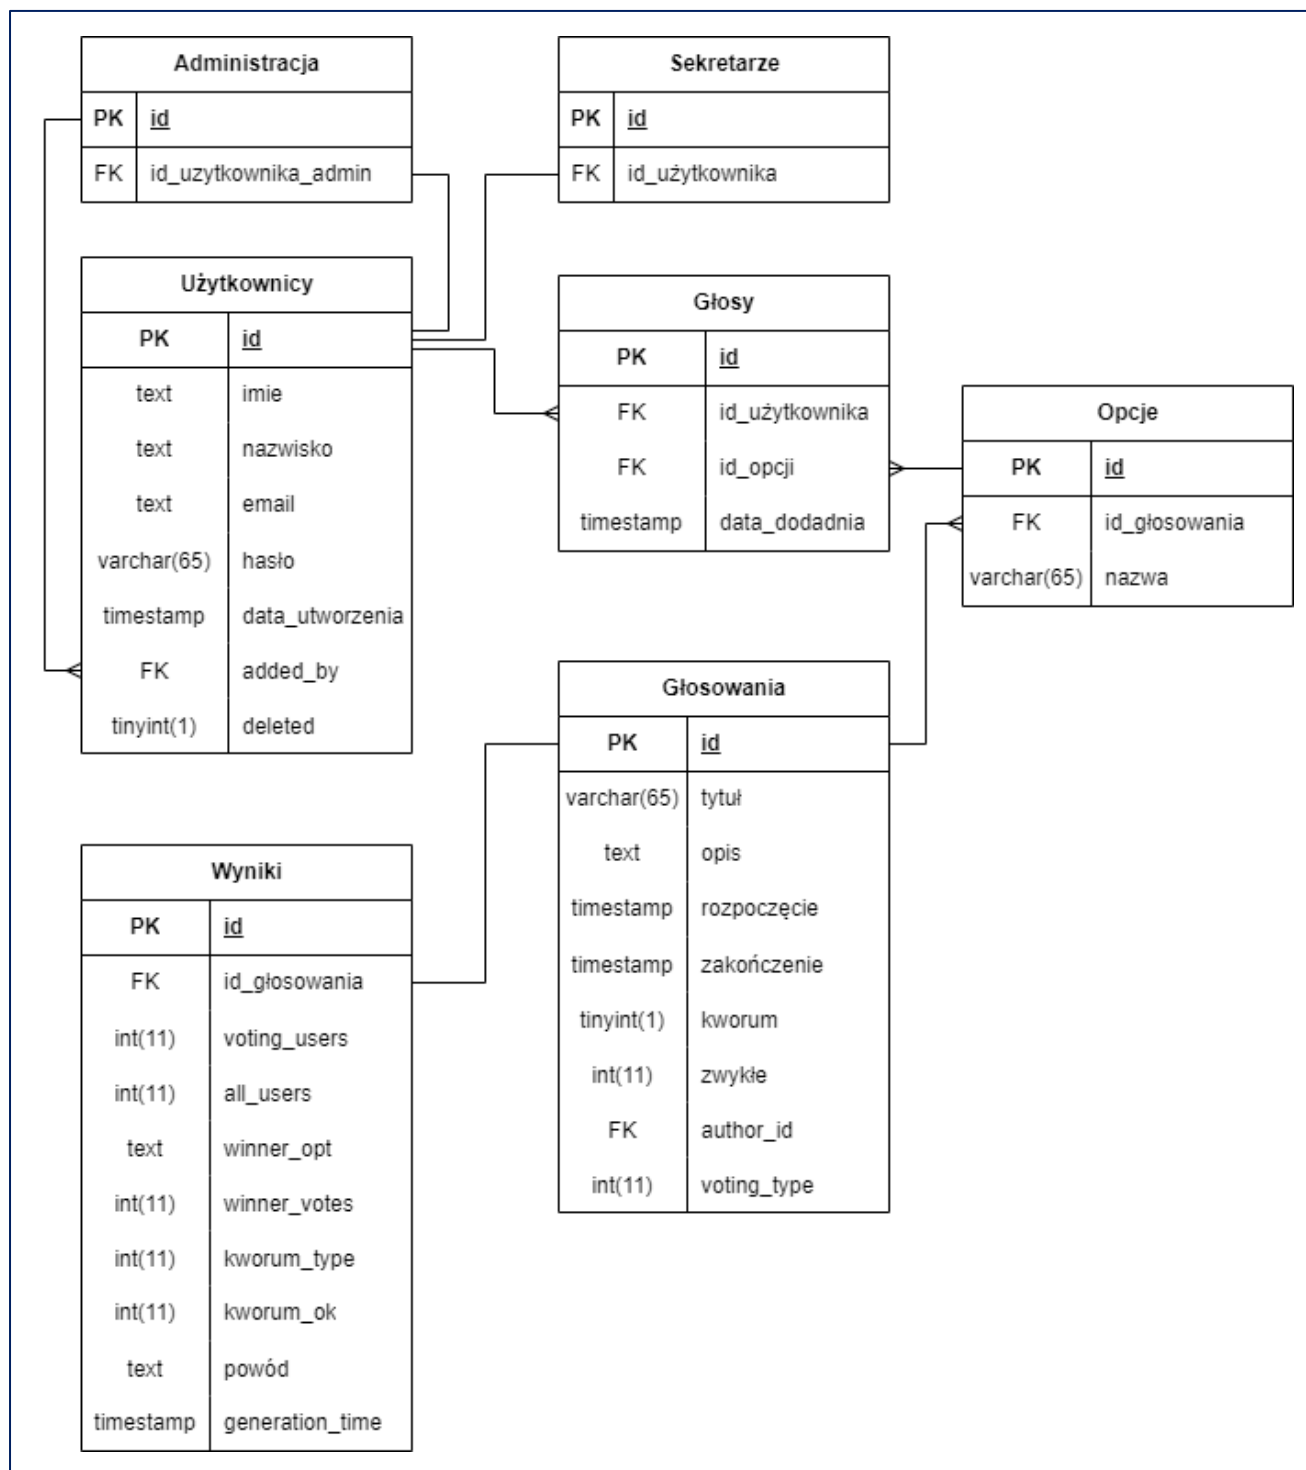 Administracja
PK id
FK id_uzytkownika_admin
Sekretarze
PK id
FK id_użytkownika
Użytkownicy
PK id
text imie
text nazwisko
text email
varchar(65) hasło
timestamp data_utworzenia
FK added_by
tinyint(1) deleted
Głosy
PK id
FK id_użytkownika
FK id_opcji
timestamp data_dodadnia
Opcje
PK id
FK id_głosowania
varchar(65) nazwa
Głosowania
PK id
varchar(65) tytuł
text opis
timestamp rozpoczęcie
timestamp zakończenie
tinyint(1) kworum
int(11) zwykłe
FK author_id
int(11) voting_type
Wyniki
PK id
FK id_głosowania
int(11) voting_users
int(11) all_users
text winner_opt
int(11) winner_votes
int(11) kworum_type
int(11) kworum_ok
text powód
timestamp generation_time